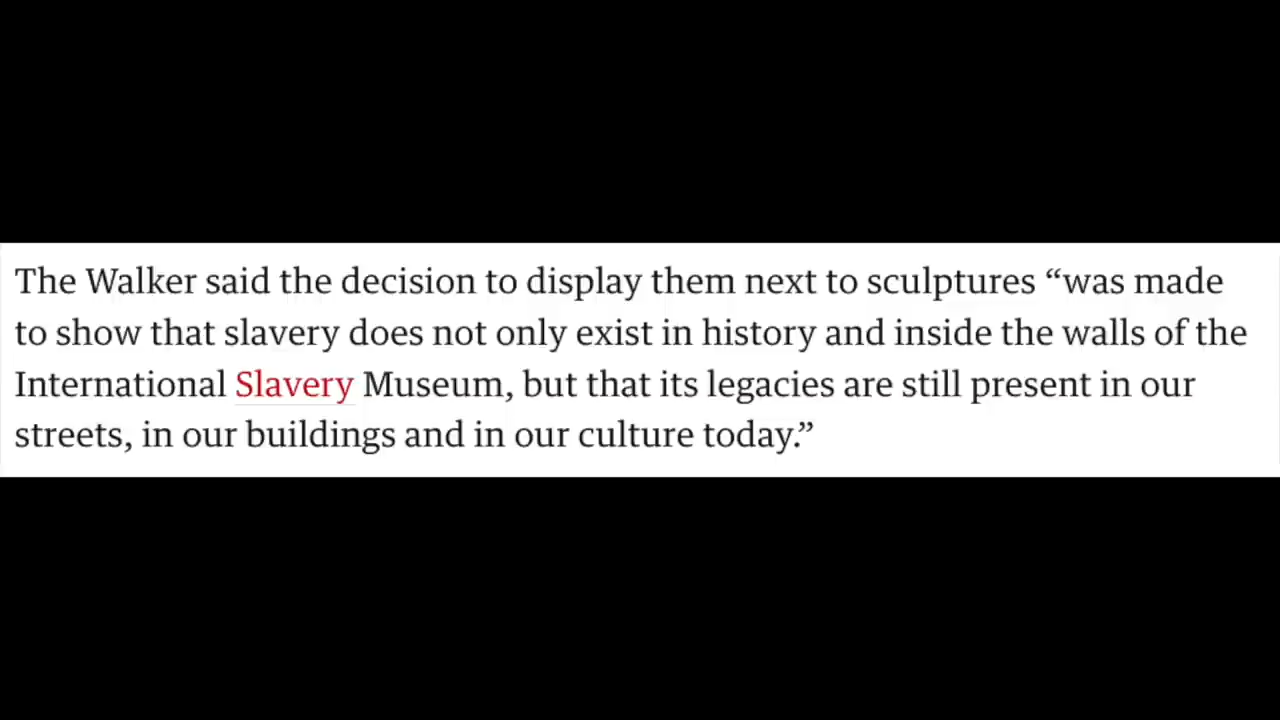 The Walker said the decision to display them next to sculptures “was made
to show that slavery does not only exist in history and inside the walls of the
International Slavery Museum, but that its legacies are still present in our
streets, in our buildings and in our culture today.”